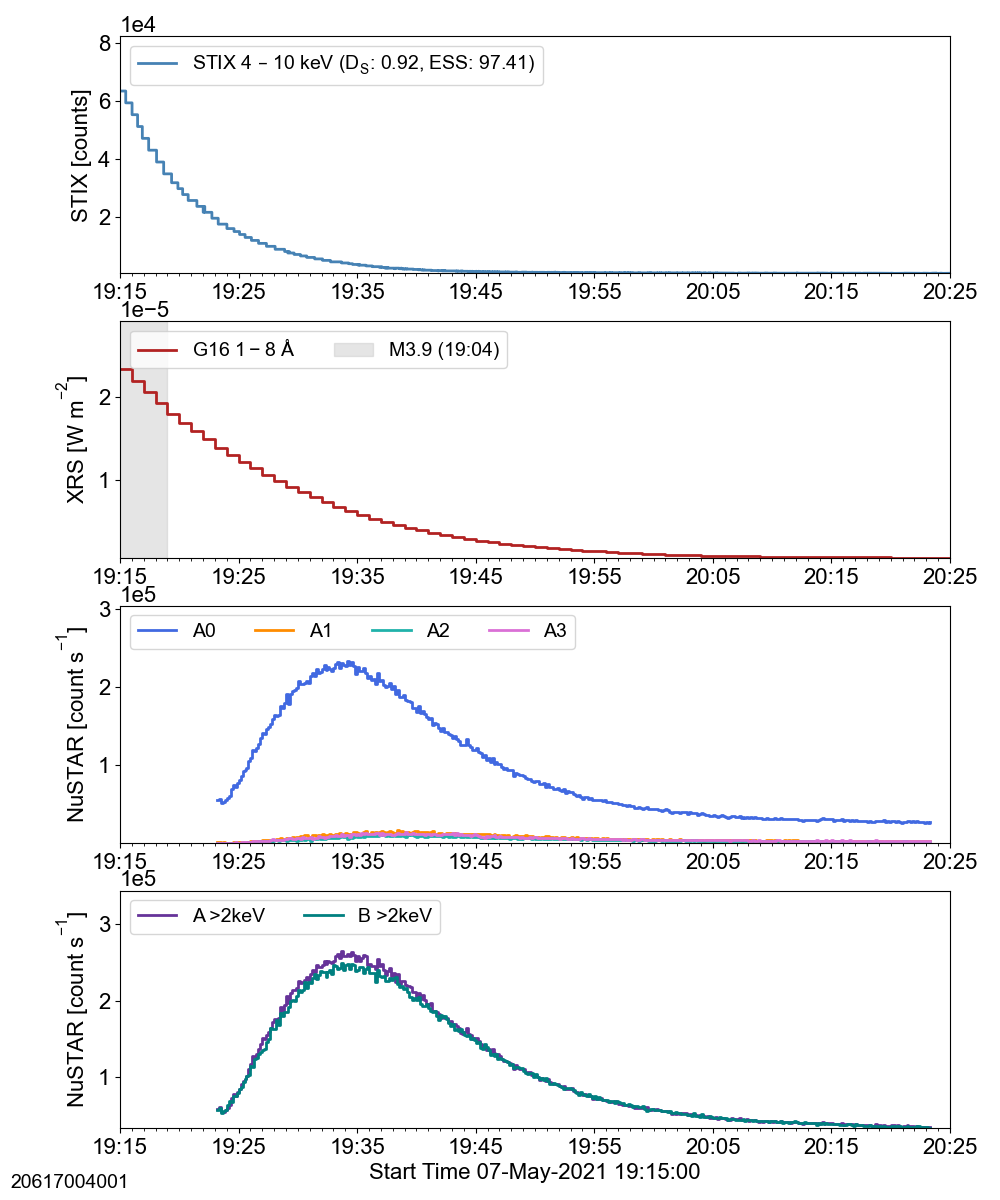 1e4
STIX 4 – 10 keV (DS: 0.92, ESS: 97.41)
STIX [counts]
8
6
4
2
19:15 19:25 19:35 19:45 19:55 20:05 20:15 20:25
1e−5
G16 1 – 8 Å M3.9 (19:04)
XRS [W m−2]
2
1
19:15 19:25 19:35 19:45 19:55 20:05 20:15 20:25
1e5
A0 A1 A2 A3
NuSTAR [count s−1]
3
2
1
19:15 19:25 19:35 19:45 19:55 20:05 20:15 20:25
1e5
A >2keV B >2keV
NuSTAR [count s−1]
3
2
1
19:15 19:25 19:35 19:45 19:55 20:05 20:15 20:25
Start Time 07-May-2021 19:15:00
20617004001